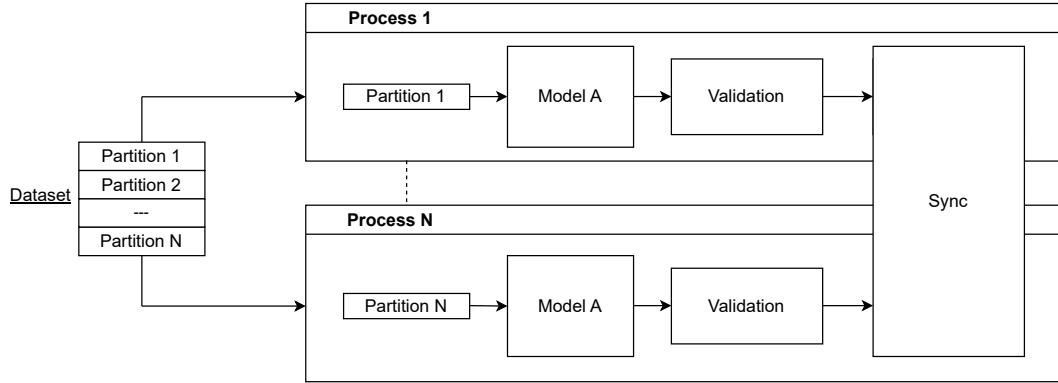 Process 1
Partition 1
Model A
Validation
Dataset
Partition 1
Partition 2
---
Partition N
Sync
Process N
Partition N
Model A
Validation